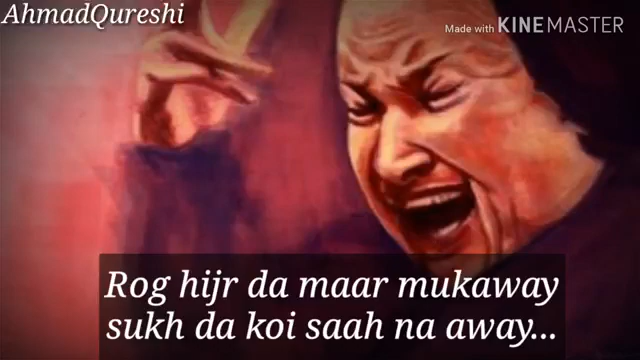 AhmadQureshi
Made with KINEMASTER
Rog hijr da maar mukaway
sukh da koi saah na away...